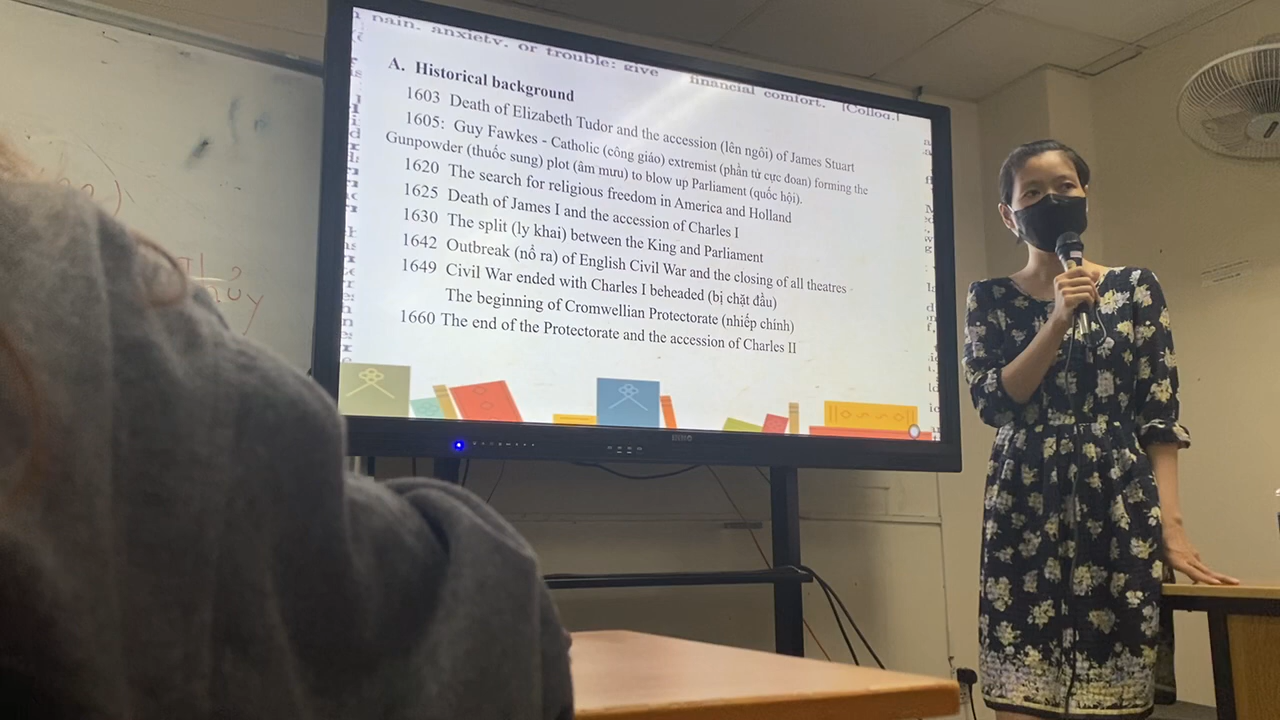 nain, anxiety, or trouble: give financial comfort. [Colloq.]
A. Historical background
1603 Death of Elizabeth Tudor and the accession (lên ngôi) of James Stuart
1605: Guy Fawkes - Catholic (công giáo) extremist (phần tử cực đoan) forming the
Gunpowder (thuốc sung) plot (âm mưu) to blow up Parliament (quốc hội).
1620 The search for religious freedom in America and Holland
1625 Death of James I and the accession of Charles I
1630 The split (ly khai) between the King and Parliament
1642 Outbreak (nổ ra) of English Civil War and the closing of all theatres
1649 Civil War ended with Charles I beheaded (bị chặt đầu)
The beginning of Cromwellian Protectorate (nhiếp chính)
1660 The end of the Protectorate and the accession of Charles II